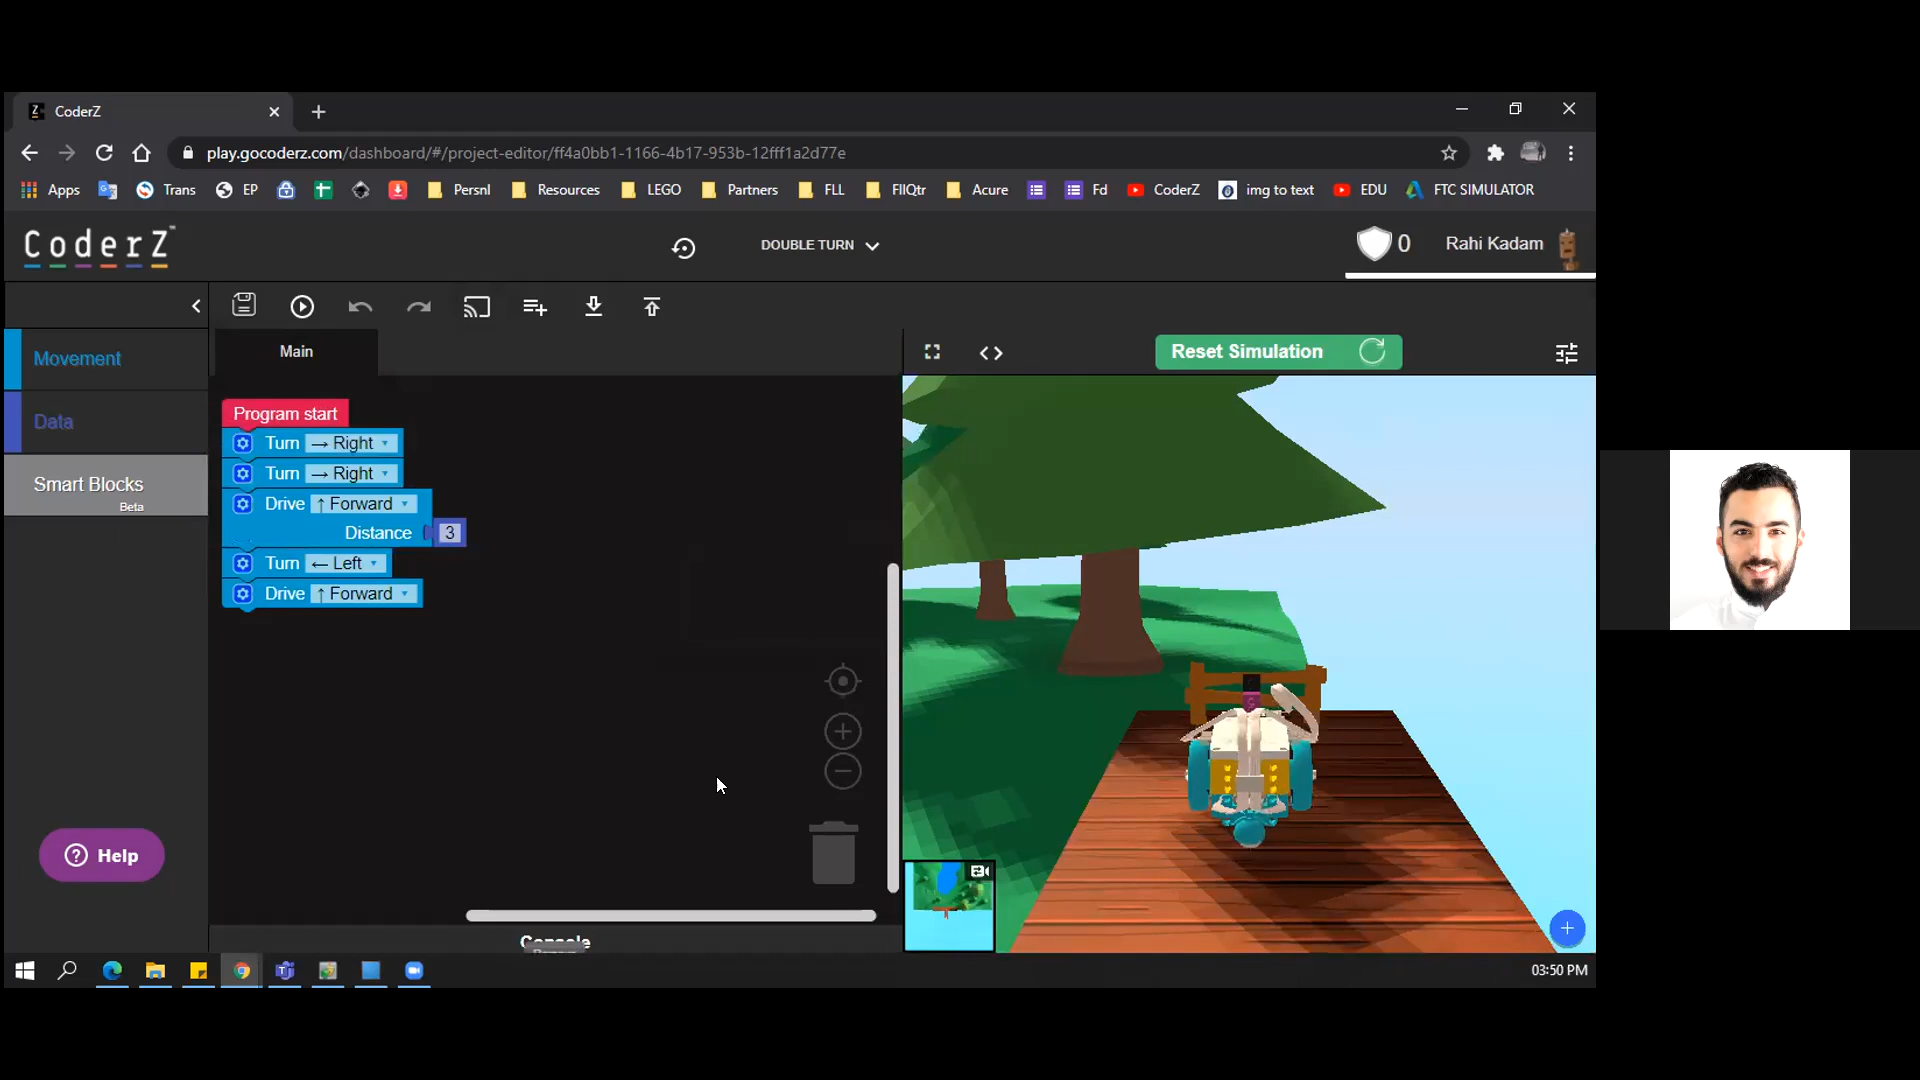 CoderZ
play.gocoderz.com/dashboard/#/project-editor/ff4a0bb1-1166-4b17-953b-12fff1a2d77e
Apps Trans EP Persnl Resources LEGO Partners FLL FllQtr Acure Fd CoderZ img to text EDU FTC SIMULATOR
CoderZ DOUBLE TURN 0 Rahi Kadam
Movement
Data
Smart Blocks
Beta
Help
Main
Program start
Turn → Right
Turn → Right
Drive ↑ Forward
Distance 3
Turn ← Left
Drive ↑ Forward
Console
Reset Simulation
03:50 PM